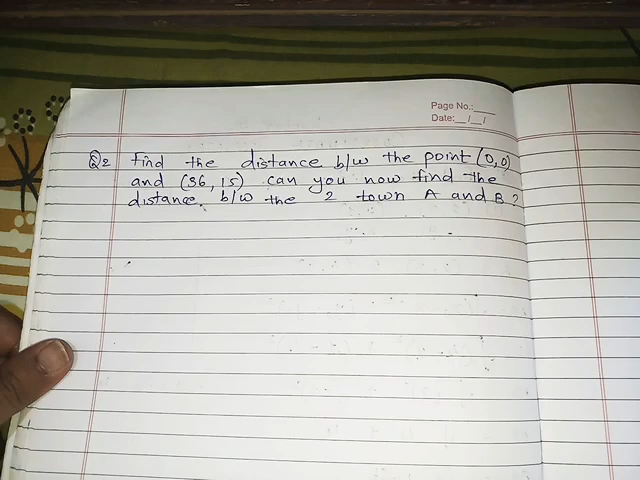 Page No.:
Date: / /
Q2 find the distance b/w the point (0,0)
and (36, 15) can you now find the
distance. b/w the 2 town A and B ?